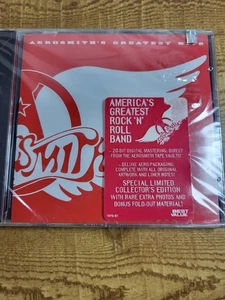 AEROSMITH'S GREATEST HITS
AMERICA'S
GREATEST
ROCK 'N'
ROLL
BAND
• 20-BIT DIGITAL MASTERING, DIRECT
FROM THE AEROSMITH TAPE VAULTS!
• DELUXE AERO-PACKAGING:
COMPLETE WITH ALL ORIGINAL
ARTWORK AND LINER NOTES!
SPECIAL LIMITED
COLLECTOR'S EDITION
WITH RARE EXTRA PHOTOS AND
BONUS FOLD-OUT MATERIAL!
BEST
VALUE